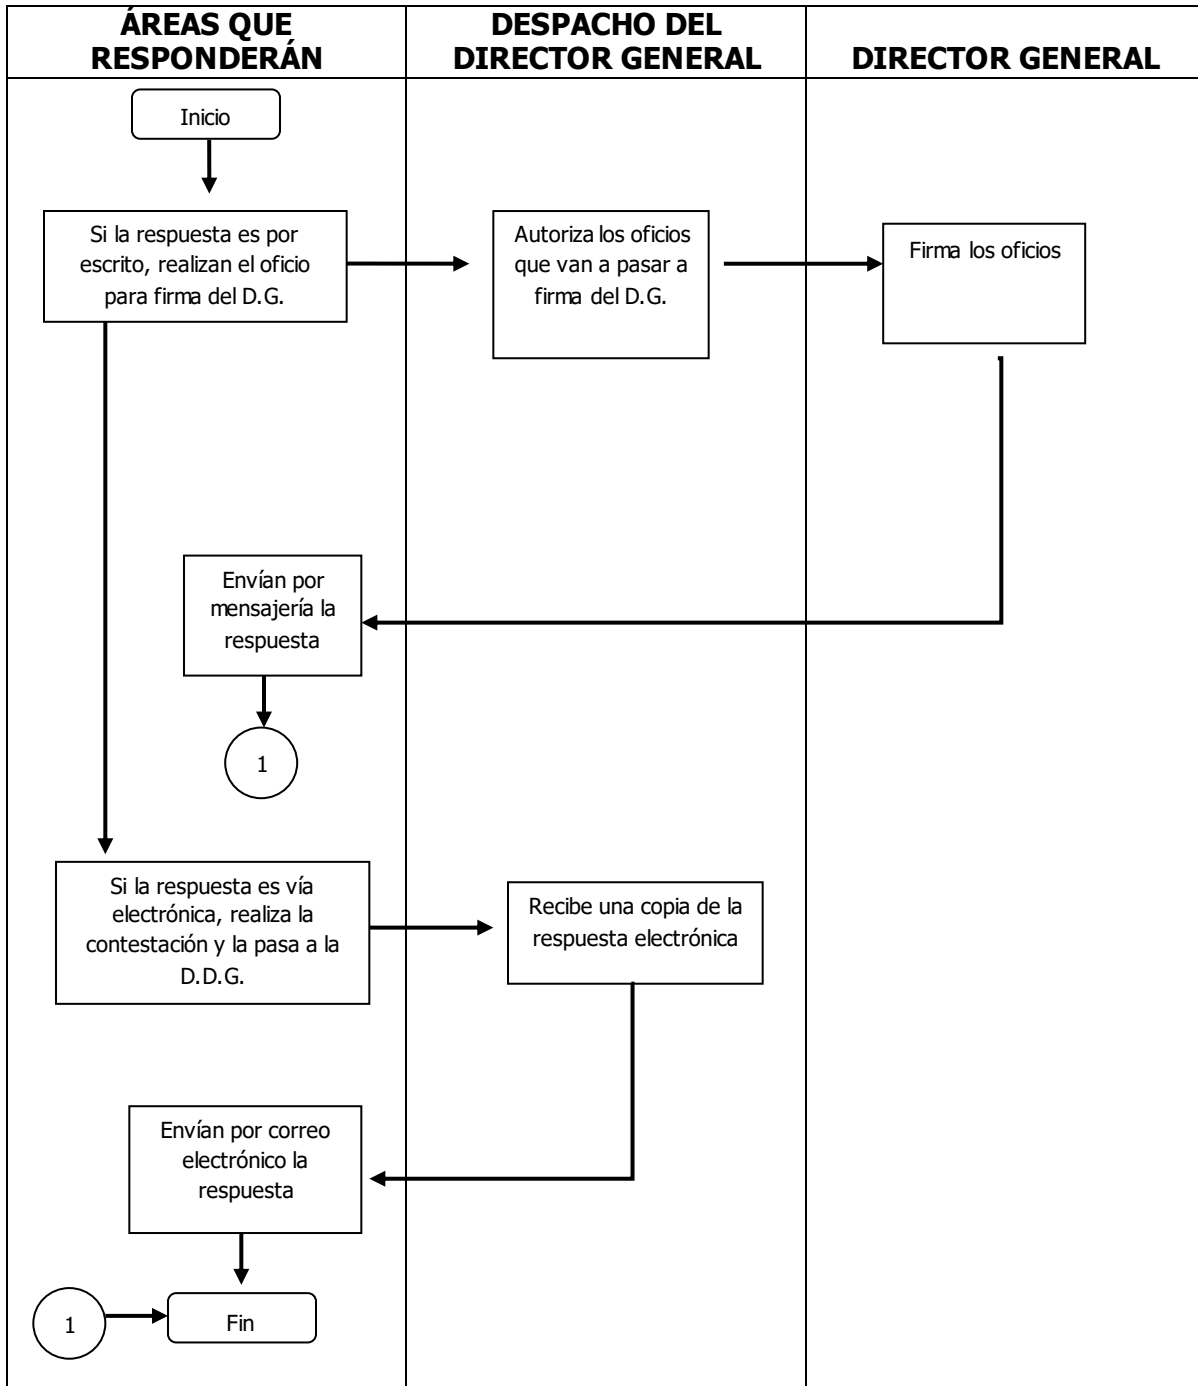 ÁREAS QUE
RESPONDERÁN
DESPACHO DEL
DIRECTOR GENERAL
DIRECTOR GENERAL
Inicio
Si la respuesta es por
escrito, realizan el oficio
para firma del D.G.
Autoriza los oficios
que van a pasar a
firma del D.G.
Firma los oficios
Envían por
mensajería la
respuesta
1
Si la respuesta es vía
electrónica, realiza la
contestación y la pasa a la
D.D.G.
Recibe una copia de la
respuesta electrónica
Envían por correo
electrónico la
respuesta
1
Fin